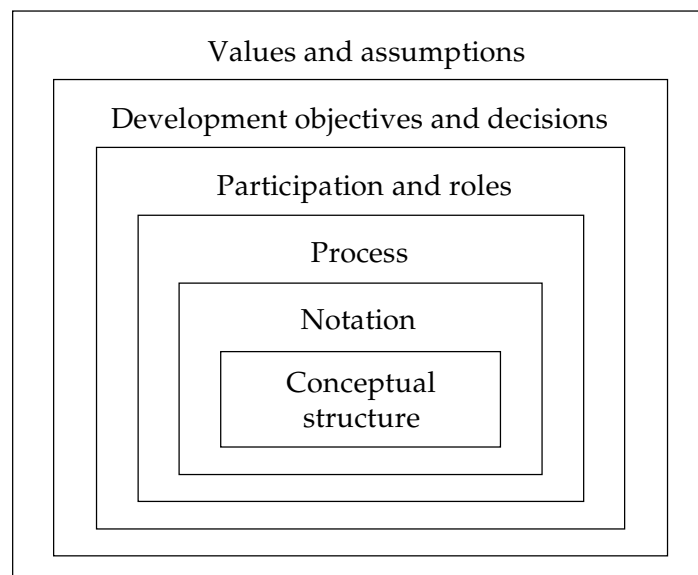 Values and assumptions
Development objectives and decisions
Participation and roles
Process
Notation
Conceptual
structure